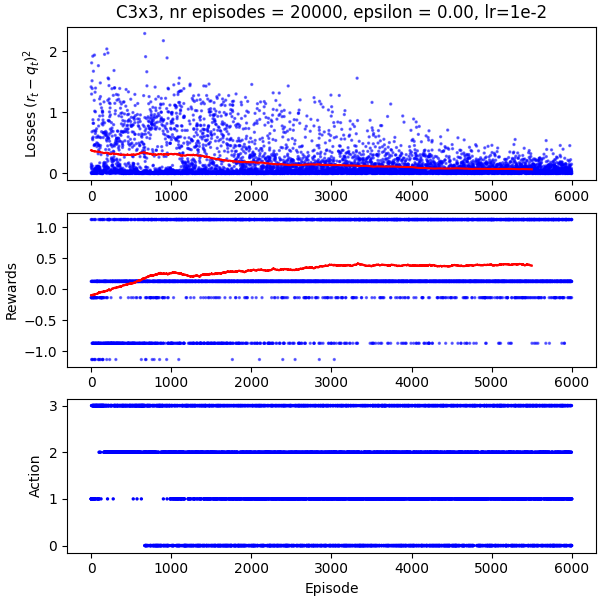 C3x3, nr episodes = 20000, epsilon = 0.00, lr=1e-2
Losses (r_t − q_t)^2
2
1
0
0 1000 2000 3000 4000 5000 6000
Rewards
1.0
0.5
0.0
−0.5
−1.0
0 1000 2000 3000 4000 5000 6000
Action
3
2
1
0
0 1000 2000 3000 4000 5000 6000
Episode